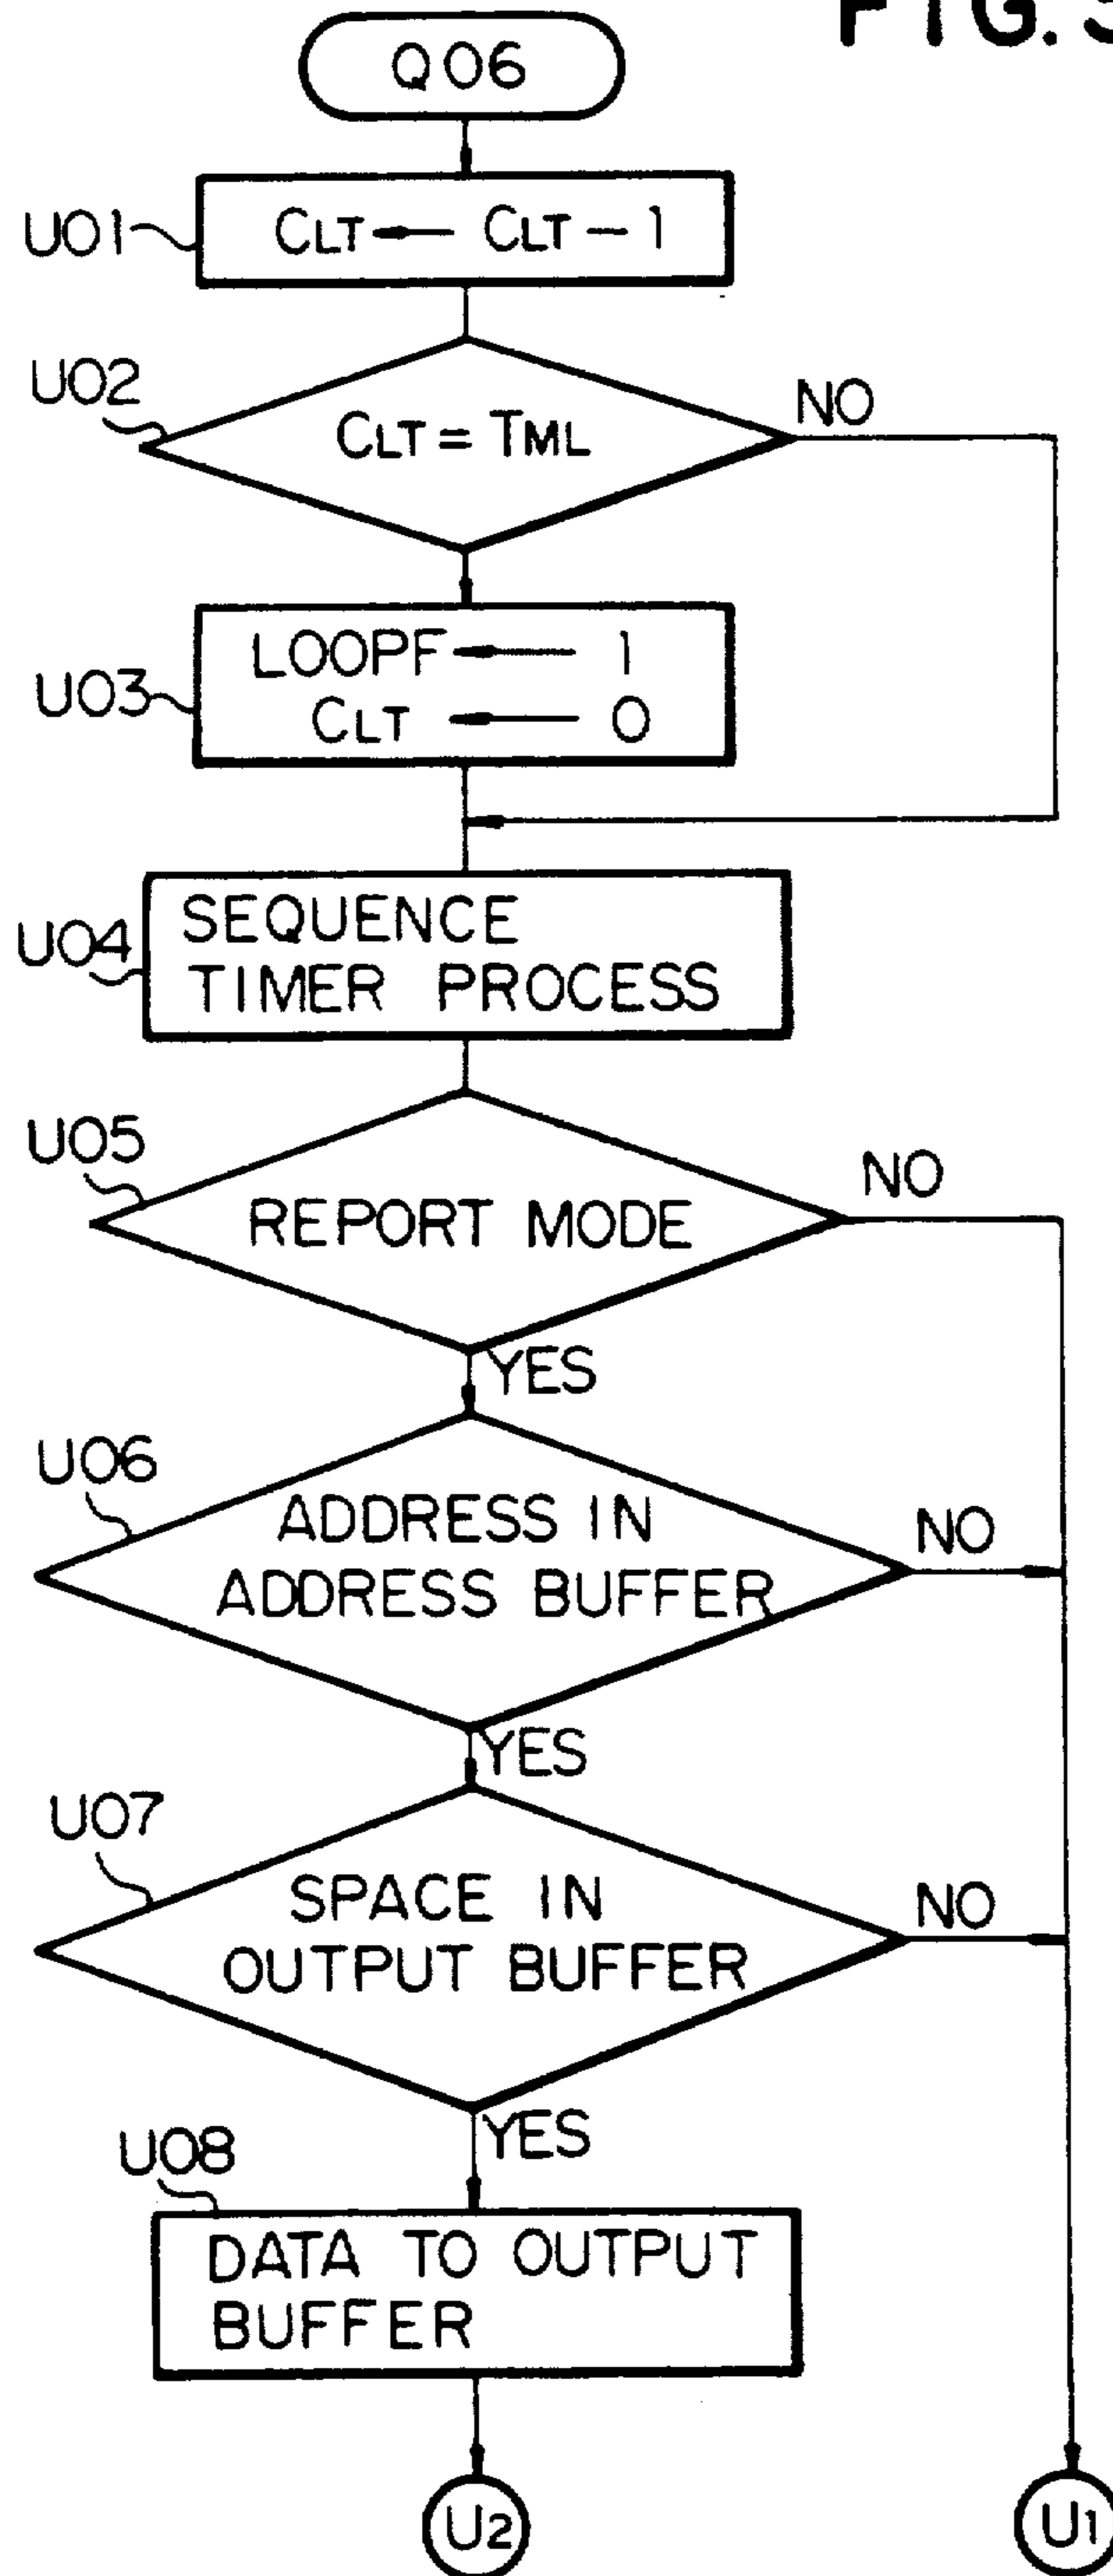 FIG.
Q06
U01
CLT ← CLT - 1
U02
CLT = TML
NO
U03
LOOPF ← 1
CLT ← 0
U04
SEQUENCE
TIMER PROCESS
U05
REPORT MODE
NO
YES
U06
ADDRESS IN
ADDRESS BUFFER
NO
YES
U07
SPACE IN
OUTPUT BUFFER
NO
YES
U08
DATA TO OUTPUT
BUFFER
U2
U1